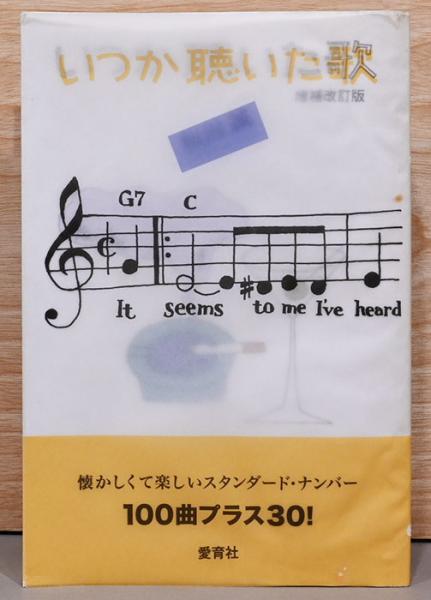 いつか聴いた歌
増補改訂版
G7 C
It seems to me I've heard
懐かしくて楽しいスタンダード・ナンバー
100曲プラス30!
愛育社